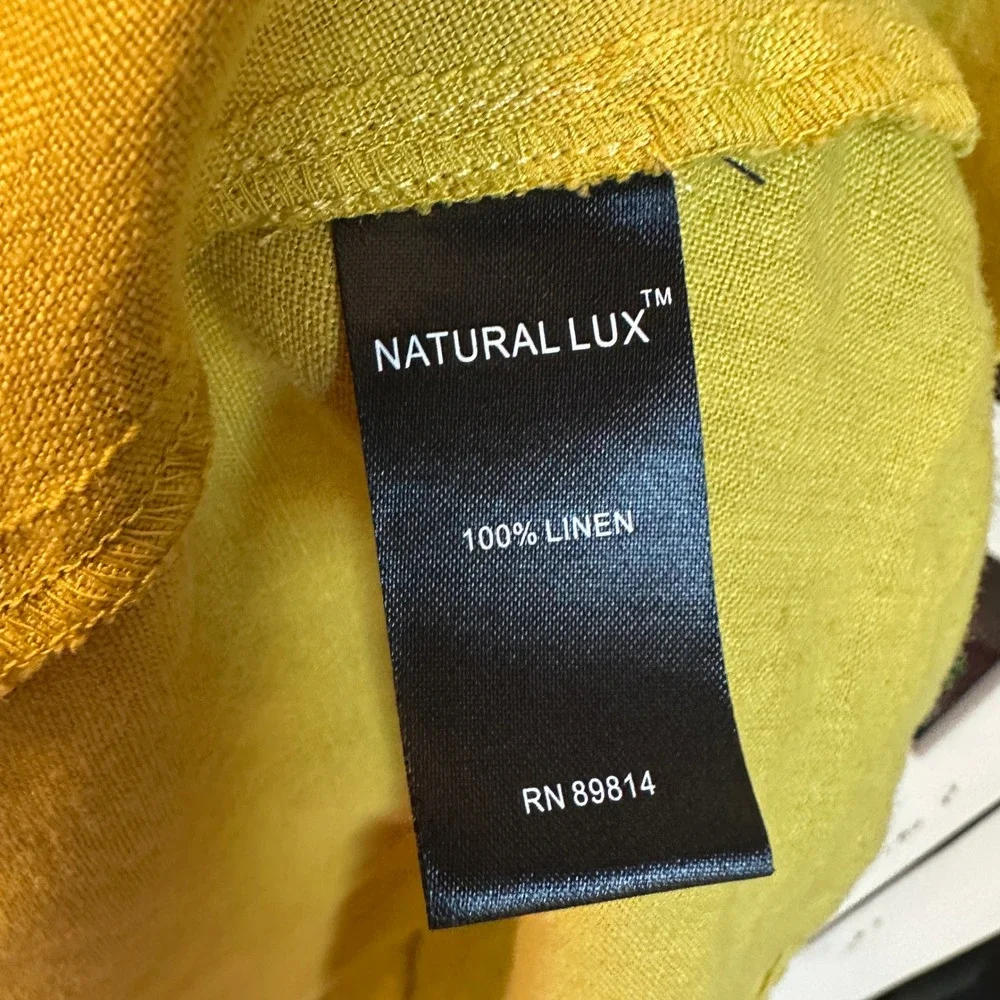 NATURAL LUX™
100% LINEN
RN 89814